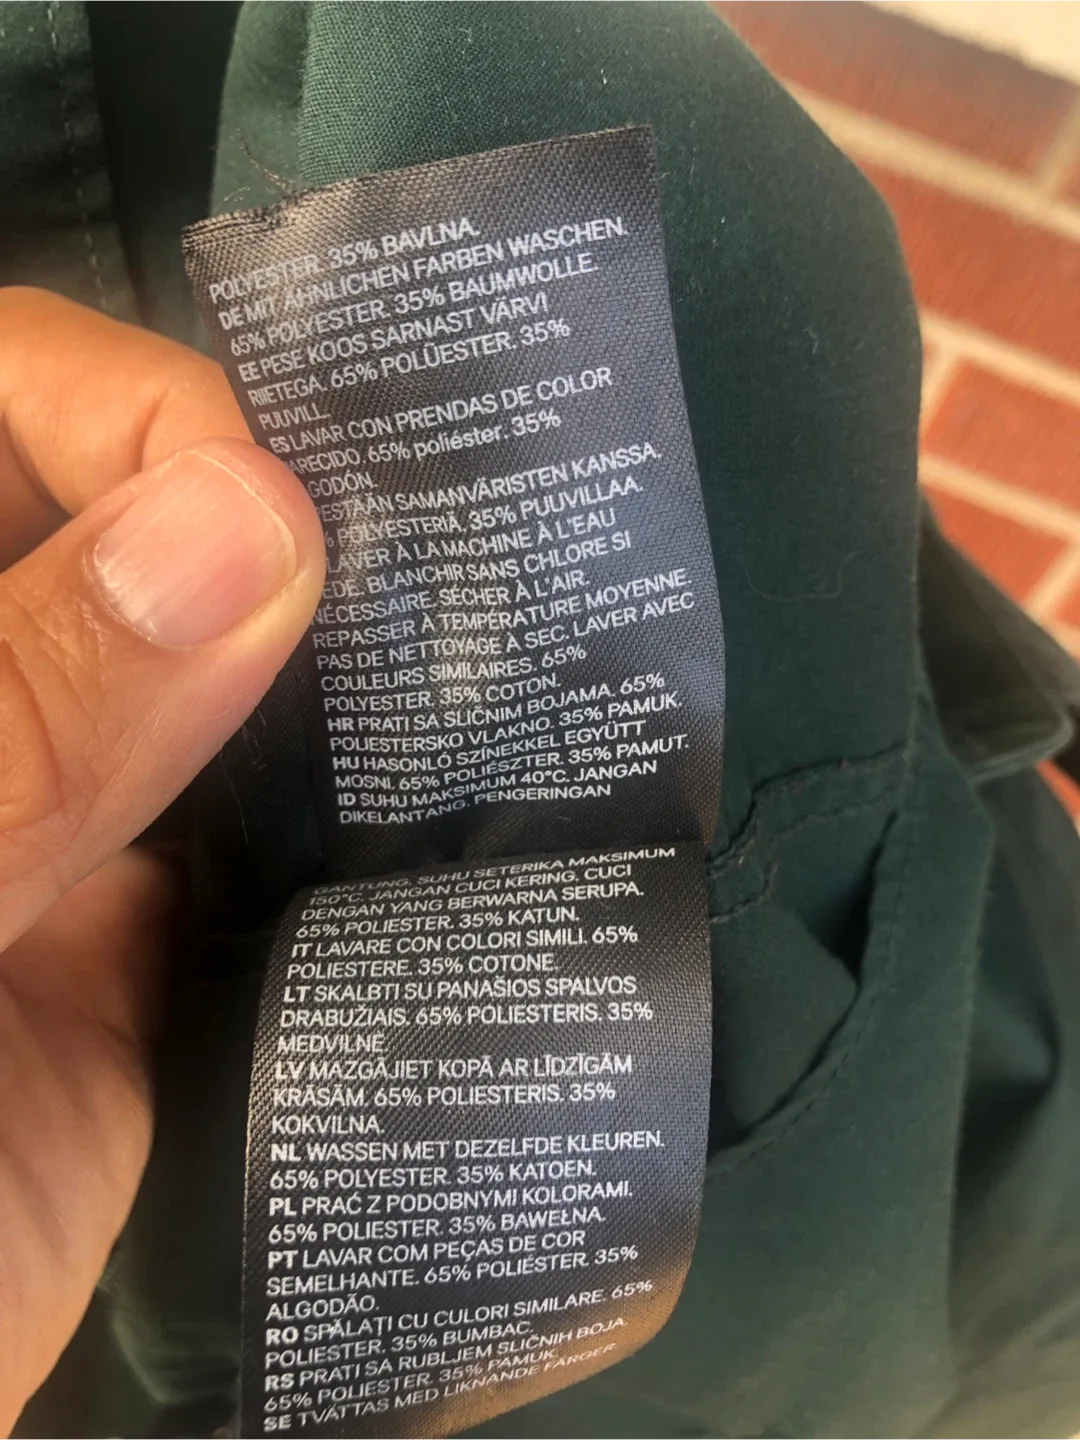 POLYESTER. 35% BAVLNA.
DE MIT ÄHNLICHEN FARBEN WASCHEN.
65% POLYESTER. 35% BAUMWOLLE.
EE PESE KOOS SARNAST VÄRVI
RIIETEGA. 65% POLÜESTER. 35%
PUUVILL.
ES LAVAR CON PRENDAS DE COLOR
ARECIDO. 65% poliéster. 35%
GODÓN.
ESTÄÄN SAMANVÄRISTEN KANSSA.
% POLYESTERIÄ, 35% PUUVILLAA.
LAVER À LA MACHINE À L'EAU
ÈDE. BLANCHIR SANS CHLORE SI
NÉCESSAIRE. SÉCHER À L'AIR.
REPASSER À TEMPÉRATURE MOYENNE.
PAS DE NETTOYAGE À SEC. LAVER AVEC
COULEURS SIMILAIRES. 65%
POLYESTER. 35% COTON.
HR PRATI SA SLIČNIM BOJAMA. 65%
POLIESTERSKO VLAKNO. 35% PAMUK.
HU HASONLÓ SZÍNEKKEL EGYÜTT
MOSNI. 65% POLIÉSZTER. 35% PAMUT.
ID SUHU MAKSIMUM 40°C. JANGAN
DIKELANTANG. PENGERINGAN
GANTUNG. SUHU SETERIKA MAKSIMUM
150°C. JANGAN CUCI KERING. CUCI
DENGAN YANG BERWARNA SERUPA.
65% POLIESTER. 35% KATUN.
IT LAVARE CON COLORI SIMILI. 65%
POLIESTERE. 35% COTONE.
LT SKALBTI SU PANAŠIOS SPALVOS
DRABUŽIAIS. 65% POLIESTERIS. 35%
MEDVILNĖ
LV MAZGĀJIET KOPĀ AR LĪDZĪGĀM
KRĀSĀM. 65% POLIESTERIS. 35%
KOKVILNA.
NL WASSEN MET DEZELFDE KLEUREN.
65% POLYESTER. 35% KATOEN.
PL PRAĆ Z PODOBNYMI KOLORAMI.
65% POLIESTER. 35% BAWEŁNA.
PT LAVAR COM PEÇAS DE COR
SEMELHANTE. 65% POLIÉSTER. 35%
ALGODÃO.
RO SPĂLAȚI CU CULORI SIMILARE. 65%
POLIESTER. 35% BUMBAC.
RS PRATI SA RUBLJEM SLIČNIH BOJA.
65% POLIESTER. 35% PAMUK.
SE TVÄTTAS MED LIKNANDE FÄRGER.